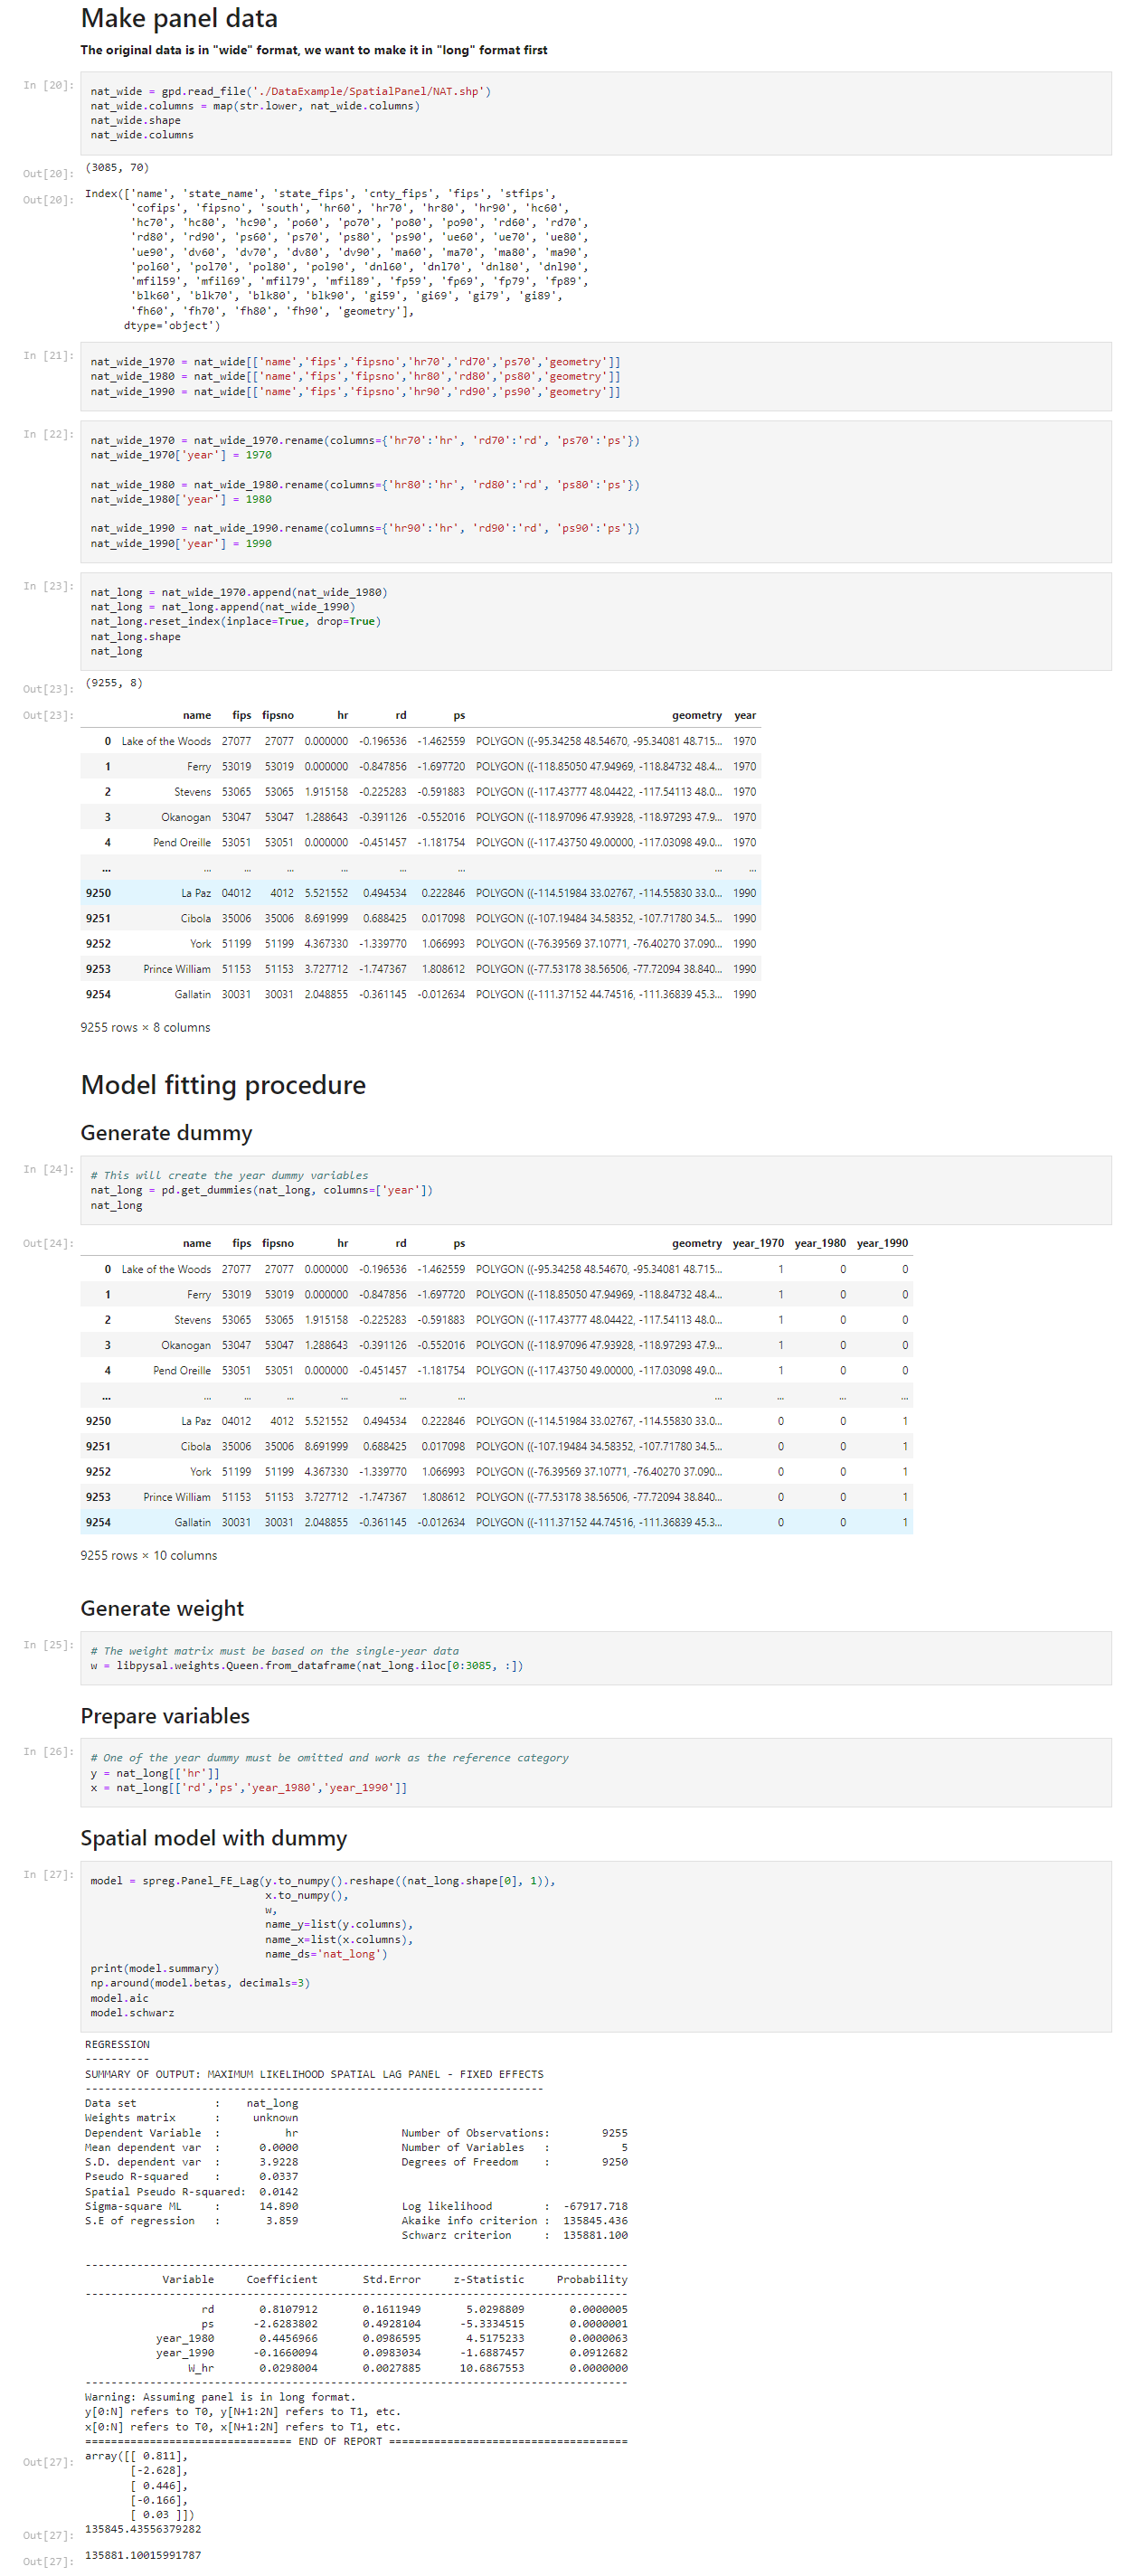 Make panel data
The original data is in "wide" format, we want to make it in "long" format first
In [20]:
nat_wide = gpd.read_file('./DataExample/SpatialPanel/NAT.shp')
nat_wide.columns = map(str.lower, nat_wide.columns)
nat_wide.shape
nat_wide.columns
Out[20]: (3085, 70)
Out[20]: Index(['name', 'state_name', 'state_fips', 'cnty_fips', 'fips', 'stfips',
'cofips', 'fipsno', 'south', 'hr60', 'hr70', 'hr80', 'hr90', 'hc60',
'hc70', 'hc80', 'hc90', 'po60', 'po70', 'po80', 'po90', 'rd60', 'rd70',
'rd80', 'rd90', 'ps60', 'ps70', 'ps80', 'ps90', 'ue60', 'ue70', 'ue80',
'ue90', 'dv60', 'dv70', 'dv80', 'dv90', 'ma60', 'ma70', 'ma80', 'ma90',
'pol60', 'pol70', 'pol80', 'pol90', 'dnl60', 'dnl70', 'dnl80', 'dnl90',
'mfil59', 'mfil69', 'mfil79', 'mfil89', 'fp59', 'fp69', 'fp79', 'fp89',
'blk60', 'blk70', 'blk80', 'blk90', 'gi59', 'gi69', 'gi79', 'gi89',
'fh60', 'fh70', 'fh80', 'fh90', 'geometry'],
dtype='object')
In [21]:
nat_wide_1970 = nat_wide[['name','fips','fipsno','hr70','rd70','ps70','geometry']]
nat_wide_1980 = nat_wide[['name','fips','fipsno','hr80','rd80','ps80','geometry']]
nat_wide_1990 = nat_wide[['name','fips','fipsno','hr90','rd90','ps90','geometry']]
In [22]:
nat_wide_1970 = nat_wide_1970.rename(columns={'hr70':'hr', 'rd70':'rd', 'ps70':'ps'})
nat_wide_1970['year'] = 1970
nat_wide_1980 = nat_wide_1980.rename(columns={'hr80':'hr', 'rd80':'rd', 'ps80':'ps'})
nat_wide_1980['year'] = 1980
nat_wide_1990 = nat_wide_1990.rename(columns={'hr90':'hr', 'rd90':'rd', 'ps90':'ps'})
nat_wide_1990['year'] = 1990
In [23]:
nat_long = nat_wide_1970.append(nat_wide_1980)
nat_long = nat_long.append(nat_wide_1990)
nat_long.reset_index(inplace=True, drop=True)
nat_long.shape
nat_long
Out[23]: (9255, 8)
Out[23]: name fips fipsno hr rd ps geometry year
0 Lake of the Woods 27077 27077 0.000000 -0.196536 -1.462559 POLYGON ((-95.34258 48.54670, -95.34081 48.715... 1970
1 Ferry 53019 53019 0.000000 -0.847856 -1.697720 POLYGON ((-118.85050 47.94969, -118.84732 48.4... 1970
2 Stevens 53065 53065 1.915158 -0.225283 -0.591883 POLYGON ((-117.43777 48.04422, -117.54113 48.0... 1970
3 Okanogan 53047 53047 1.288643 -0.391126 -0.552016 POLYGON ((-118.97096 47.93928, -118.97293 47.9... 1970
4 Pend Oreille 53051 53051 0.000000 -0.451457 -1.181754 POLYGON ((-117.43750 49.00000, -117.03098 49.0... 1970
... ... ... ... ... ... ... ... ...
9250 La Paz 04012 4012 5.521552 0.494534 0.222846 POLYGON ((-114.51984 33.02767, -114.55830 33.0... 1990
9251 Cibola 35006 35006 8.691999 0.688425 0.017098 POLYGON ((-107.19484 34.58352, -107.71780 34.5... 1990
9252 York 51199 51199 4.367330 -1.339770 1.066993 POLYGON ((-76.39569 37.10771, -76.40270 37.090... 1990
9253 Prince William 51153 51153 3.727712 -1.747367 1.808612 POLYGON ((-77.53178 38.56506, -77.72094 38.840... 1990
9254 Gallatin 30031 30031 2.048855 -0.361145 -0.012634 POLYGON ((-111.37152 44.74516, -111.36839 45.3... 1990
9255 rows × 8 columns
Model fitting procedure
Generate dummy
In [24]:
# This will create the year dummy variables
nat_long = pd.get_dummies(nat_long, columns=['year'])
nat_long
Out[24]: name fips fipsno hr rd ps geometry year_1970 year_1980 year_1990
0 Lake of the Woods 27077 27077 0.000000 -0.196536 -1.462559 POLYGON ((-95.34258 48.54670, -95.34081 48.715... 1 0 0
1 Ferry 53019 53019 0.000000 -0.847856 -1.697720 POLYGON ((-118.85050 47.94969, -118.84732 48.4... 1 0 0
2 Stevens 53065 53065 1.915158 -0.225283 -0.591883 POLYGON ((-117.43777 48.04422, -117.54113 48.0... 1 0 0
3 Okanogan 53047 53047 1.288643 -0.391126 -0.552016 POLYGON ((-118.97096 47.93928, -118.97293 47.9... 1 0 0
4 Pend Oreille 53051 53051 0.000000 -0.451457 -1.181754 POLYGON ((-117.43750 49.00000, -117.03098 49.0... 1 0 0
... ... ... ... ... ... ... ... ... ... ...
9250 La Paz 04012 4012 5.521552 0.494534 0.222846 POLYGON ((-114.51984 33.02767, -114.55830 33.0... 0 0 1
9251 Cibola 35006 35006 8.691999 0.688425 0.017098 POLYGON ((-107.19484 34.58352, -107.71780 34.5... 0 0 1
9252 York 51199 51199 4.367330 -1.339770 1.066993 POLYGON ((-76.39569 37.10771, -76.40270 37.090... 0 0 1
9253 Prince William 51153 51153 3.727712 -1.747367 1.808612 POLYGON ((-77.53178 38.56506, -77.72094 38.840... 0 0 1
9254 Gallatin 30031 30031 2.048855 -0.361145 -0.012634 POLYGON ((-111.37152 44.74516, -111.36839 45.3... 0 0 1
9255 rows × 10 columns
Generate weight
In [25]:
# The weight matrix must be based on the single-year data
w = libpysal.weights.Queen.from_dataframe(nat_long.iloc[0:3085, :])
Prepare variables
In [26]:
# One of the year dummy must be omitted and work as the reference category
y = nat_long[['hr']]
x = nat_long[['rd','ps','year_1980','year_1990']]
Spatial model with dummy
In [27]:
model = spreg.Panel_FE_Lag(y.to_numpy().reshape((nat_long.shape[0], 1)),
x.to_numpy(),
w,
name_y=list(y.columns),
name_x=list(x.columns),
name_ds='nat_long')
print(model.summary)
np.around(model.betas, decimals=3)
model.aic
model.schwarz
REGRESSION
----------
SUMMARY OF OUTPUT: MAXIMUM LIKELIHOOD SPATIAL LAG PANEL - FIXED EFFECTS
-----------------------------------------------------------------------
Data set : nat_long
Weights matrix : unknown
Dependent Variable : hr Number of Observations: 9255
Mean dependent var : 0.0000 Number of Variables : 5
S.D. dependent var : 3.9228 Degrees of Freedom : 9250
Pseudo R-squared : 0.0337
Spatial Pseudo R-squared: 0.0142
Sigma-square ML : 14.890 Log likelihood : -67917.718
S.E of regression : 3.859 Akaike info criterion : 135845.436
Schwarz criterion : 135881.100
------------------------------------------------------------------------------------
Variable Coefficient Std.Error z-Statistic Probability
------------------------------------------------------------------------------------
rd 0.8107912 0.1611949 5.0298809 0.0000005
ps -2.6283802 0.4928104 -5.3334515 0.0000001
year_1980 0.4456966 0.0986595 4.5175233 0.0000063
year_1990 -0.1660094 0.0983034 -1.6887457 0.0912682
W_hr 0.0298004 0.0027885 10.6867553 0.0000000
------------------------------------------------------------------------------------
Warning: Assuming panel is in long format.
y[0:N] refers to T0, y[N+1:2N] refers to T1, etc.
x[0:N] refers to T0, x[N+1:2N] refers to T1, etc.
================================ END OF REPORT =====================================
Out[27]: array([[ 0.811],
[-2.628],
[ 0.446],
[-0.166],
[ 0.03 ]])
Out[27]: 135845.43556379282
Out[27]: 135881.10015991787